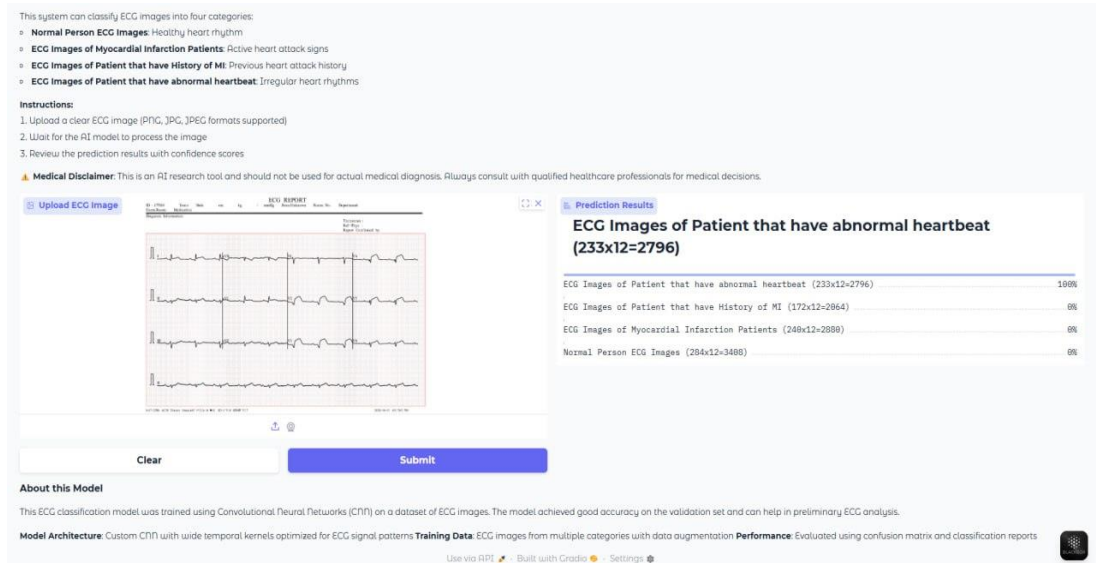 This system can classify ECG images into four categories:
Normal Person ECG Images: Healthy heart rhythm
ECG Images of Myocardial Infarction Patients: Active heart attack signs
ECG Images of Patient that have History of MI: Previous heart attack history
ECG Images of Patient that have abnormal heartbeat: Irregular heart rhythms
Instructions:
1. Upload a clear ECG image (PNG, JPG, JPEG formats supported)
2. Wait for the AI model to process the image
3. Review the prediction results with confidence scores
⚠️ Medical Disclaimer: This is an AI research tool and should not be used for actual medical diagnosis. Always consult with qualified healthcare professionals for medical decisions.
Upload ECG Image
ECG REPORT
Prediction Results
ECG Images of Patient that have abnormal heartbeat
(233x12=2796)
ECG Images of Patient that have abnormal heartbeat (233x12=2796) 100%
ECG Images of Patient that have History of MI (172x12=2064) 0%
ECG Images of Myocardial Infarction Patients (240x12=2880) 0%
Normal Person ECG Images (284x12=3408) 0%
Clear
Submit
About this Model
This ECG classification model was trained using Convolutional Neural Networks (CNN) on a dataset of ECG images. The model achieved good accuracy on the validation set and can help in preliminary ECG analysis.
Model Architecture: Custom CNN with wide temporal kernels optimized for ECG signal patterns Training Data: ECG images from multiple categories with data augmentation Performance: Evaluated using confusion matrix and classification reports
Use via API · Built with Gradio · Settings